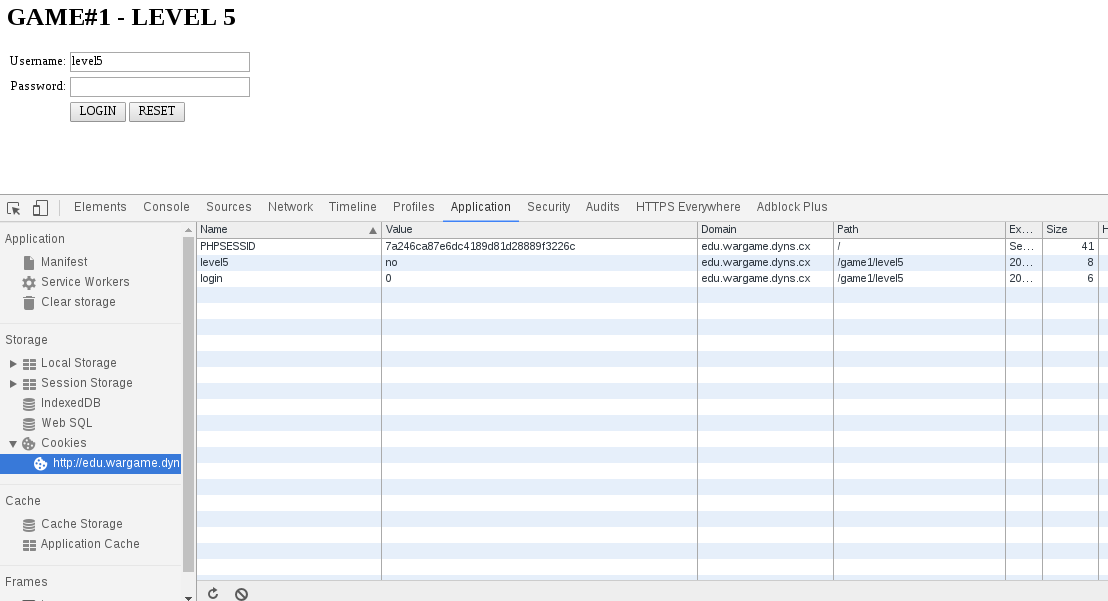 GAME#1 - LEVEL 5
Username: level5
Password:
LOGIN RESET
Elements Console Sources Network Timeline Profiles Application Security Audits HTTPS Everywhere Adblock Plus
Application
Manifest
Service Workers
Clear storage
Storage
Local Storage
Session Storage
IndexedDB
Web SQL
Cookies
http://edu.wargame.dyn
Cache
Cache Storage
Application Cache
Frames
Name Value Domain Path Ex... Size H
PHPSESSID 7a246ca87e6dc4189d81d28889f3226c edu.wargame.dyns.cx / Se... 41
level5 no edu.wargame.dyns.cx /game1/level5 20... 8
login 0 edu.wargame.dyns.cx /game1/level5 20... 6